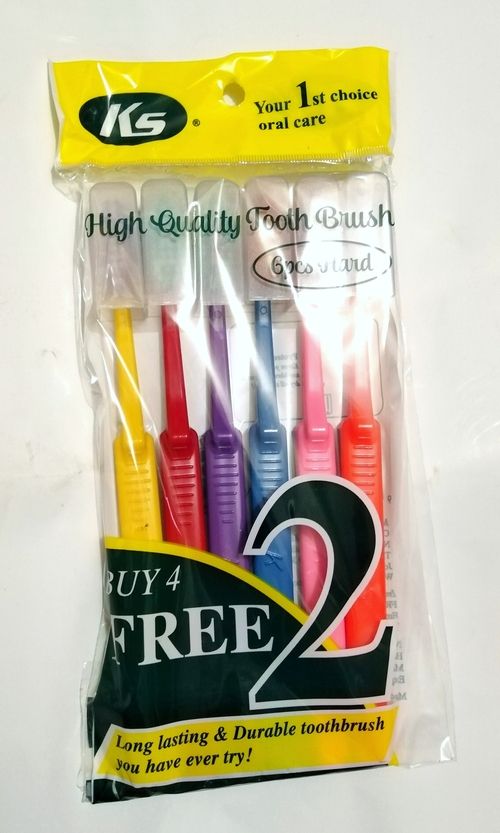 Ks ®
Your 1st choice
oral care
High Quality Tooth Brush
6pcs Hard
BUY 4
FREE 2
Long lasting & Durable toothbrush
you have ever try!